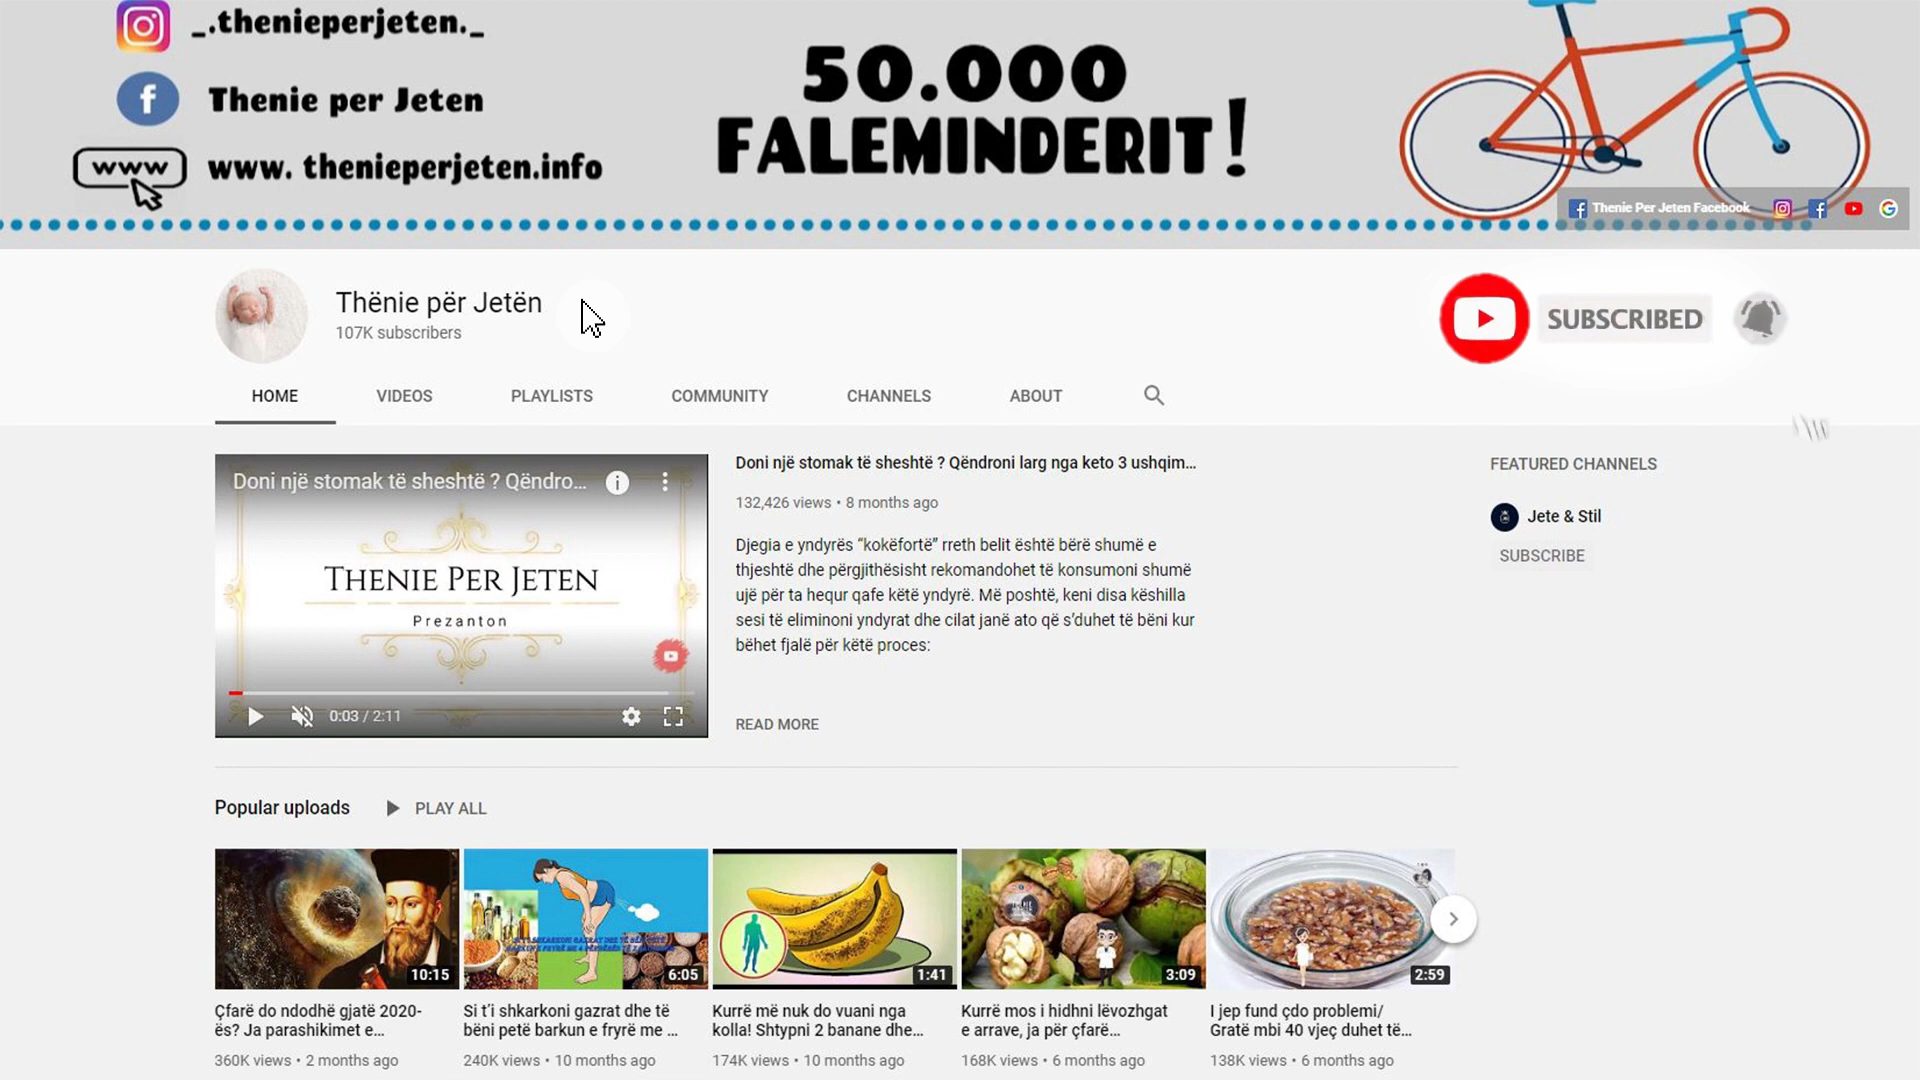 _.thenieperjeten._
Thenie per Jeten
www
www. thenieperjeten.info
50.000
FALEMINDERIT!
Thenie Per Jeten Facebook
Thënie për Jetën
107K subscribers
SUBSCRIBED
HOME
VIDEOS
PLAYLISTS
COMMUNITY
CHANNELS
ABOUT
Doni një stomak të sheshtë ? Qëndro...
THENIE PER JETEN
Prezanton
0:03 / 2:11
Doni një stomak të sheshtë ? Qëndroni larg nga keto 3 ushqim...
132,426 views • 8 months ago
Djegia e yndyrës “kokëfortë” rreth belit është bërë shumë e
thjeshtë dhe përgjithësisht rekomandohet të konsumoni shumë
ujë për ta hequr qafe këtë yndyrë. Më poshtë, keni disa këshilla
sesi të eliminoni yndyrat dhe cilat janë ato që s’duhet të bëni kur
bëhet fjalë për këtë proces:
READ MORE
FEATURED CHANNELS
Jete & Stil
SUBSCRIBE
Popular uploads
PLAY ALL
10:15
Çfarë do ndodhë gjatë 2020-
ës? Ja parashikimet e...
360K views • 2 months ago
6:05
Si t’i shkarkoni gazrat dhe të
bëni petë barkun e fryrë me ...
240K views • 10 months ago
1:41
Kurrë më nuk do vuani nga
kolla! Shtypni 2 banane dhe...
174K views • 10 months ago
3:09
Kurrë mos i hidhni lëvozhgat
e arrave, ja për çfarë...
168K views • 6 months ago
2:59
I jep fund çdo problemi/
Gratë mbi 40 vjeç duhet të...
138K views • 6 months ago